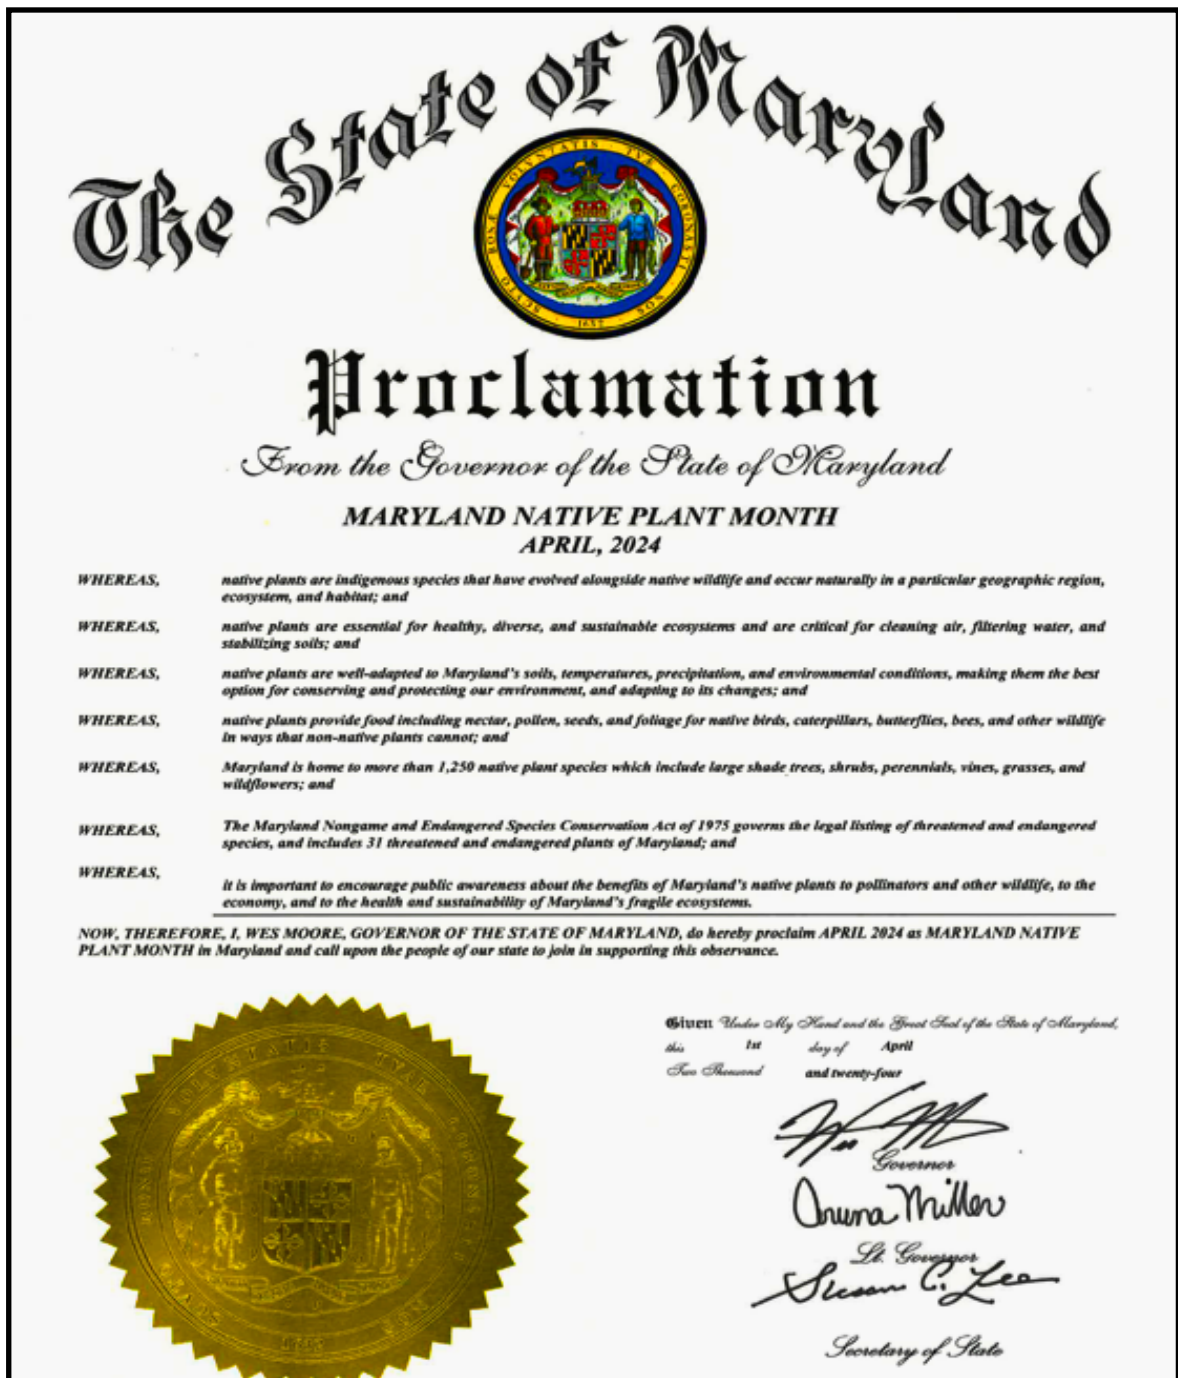 The State of Maryland
SCVTO BONÆ VOLVNTATIS TVÆ CORONASTI NOS
1632
Proclamation
From the Governor of the State of Maryland
MARYLAND NATIVE PLANT MONTH
APRIL, 2024
WHEREAS, native plants are indigenous species that have evolved alongside native wildlife and occur naturally in a particular geographic region,
ecosystem, and habitat; and
WHEREAS, native plants are essential for healthy, diverse, and sustainable ecosystems and are critical for cleaning air, filtering water, and
stabilizing soils; and
WHEREAS, native plants are well-adapted to Maryland's soils, temperatures, precipitation, and environmental conditions, making them the best
option for conserving and protecting our environment, and adapting to its changes; and
WHEREAS, native plants provide food including nectar, pollen, seeds, and foliage for native birds, caterpillars, butterflies, bees, and other wildlife
in ways that non-native plants cannot; and
WHEREAS, Maryland is home to more than 1,250 native plant species which include large shade trees, shrubs, perennials, vines, grasses, and
wildflowers; and
WHEREAS, The Maryland Nongame and Endangered Species Conservation Act of 1975 governs the legal listing of threatened and endangered
species, and includes 31 threatened and endangered plants of Maryland; and
WHEREAS, it is important to encourage public awareness about the benefits of Maryland's native plants to pollinators and other wildlife, to the
economy, and to the health and sustainability of Maryland's fragile ecosystems.
NOW, THEREFORE, I, WES MOORE, GOVERNOR OF THE STATE OF MARYLAND, do hereby proclaim APRIL 2024 as MARYLAND NATIVE
PLANT MONTH in Maryland and call upon the people of our state to join in supporting this observance.
Given Under My Hand and the Great Seal of the State of Maryland,
this 1st day of April
Two Thousand and twenty-four
Governor
Aruna Miller
Lt. Governor
Susan C. Lee
Secretary of State
VOLVNTATIS TVÆ